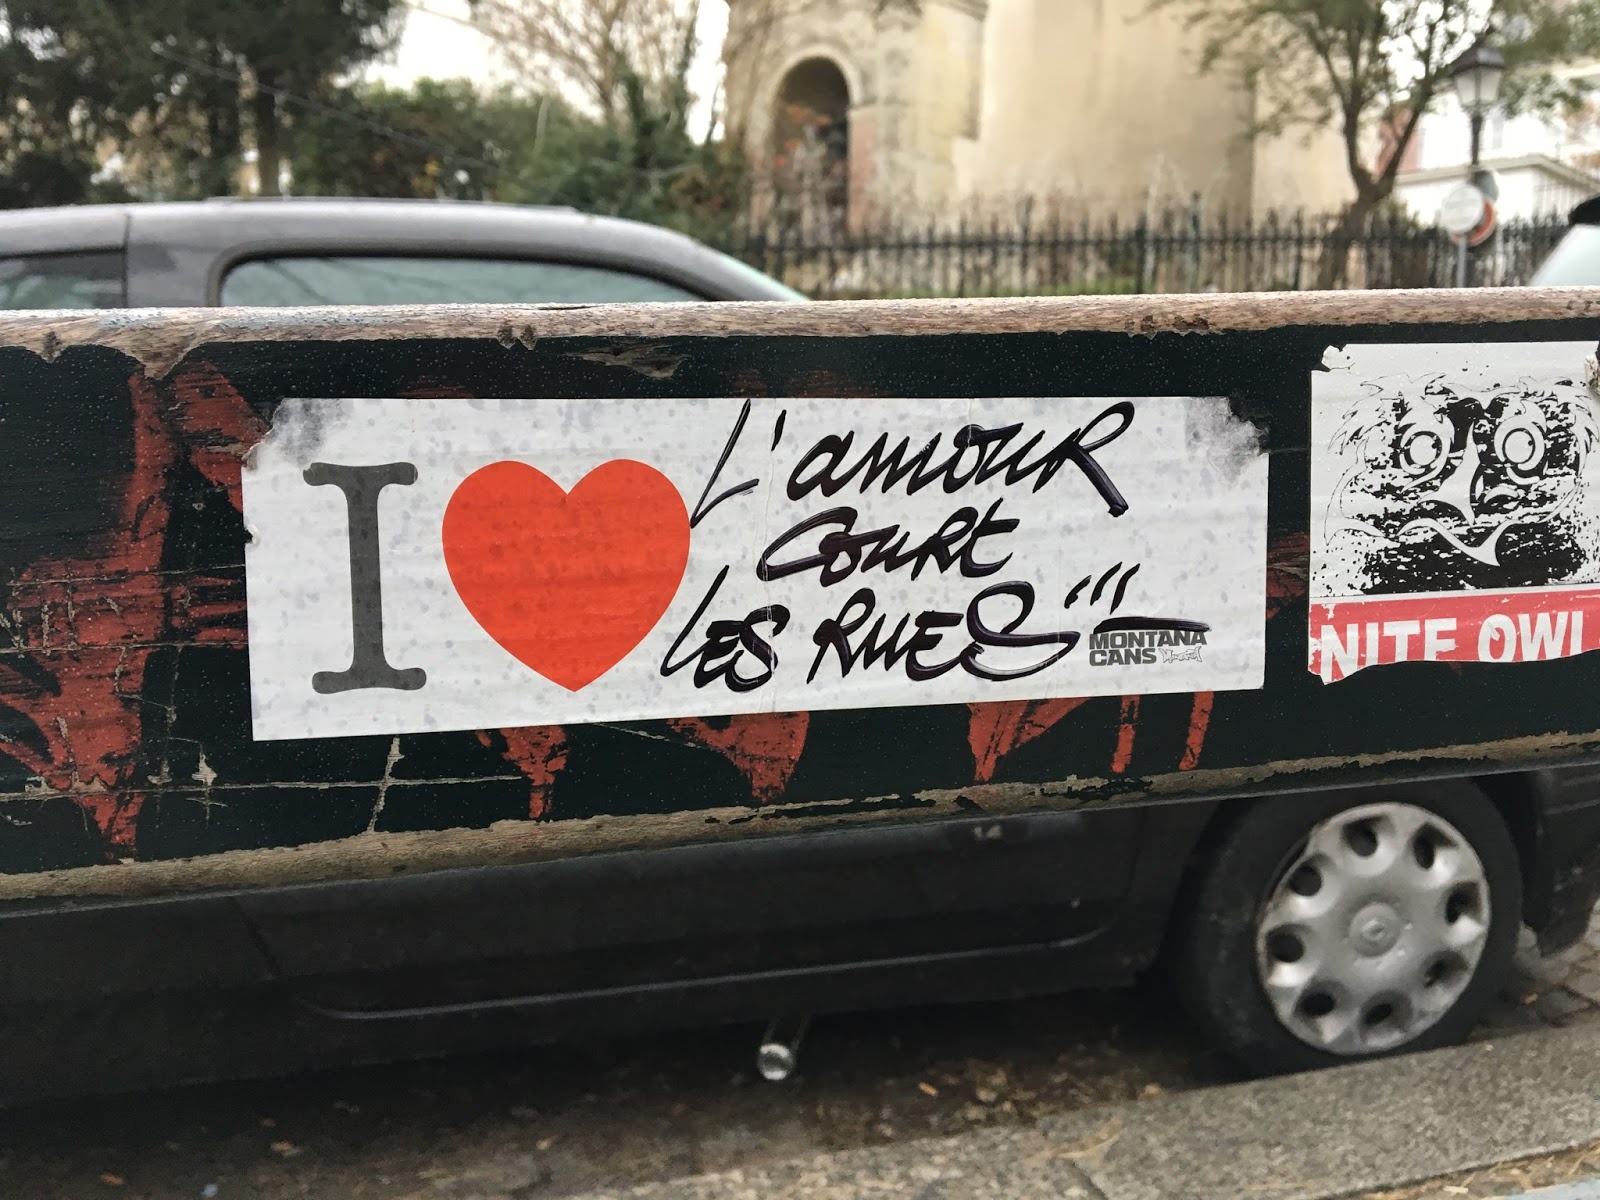 I ❤
L'amour
court
les rues...
MONTANA
CANS
NITE OWL